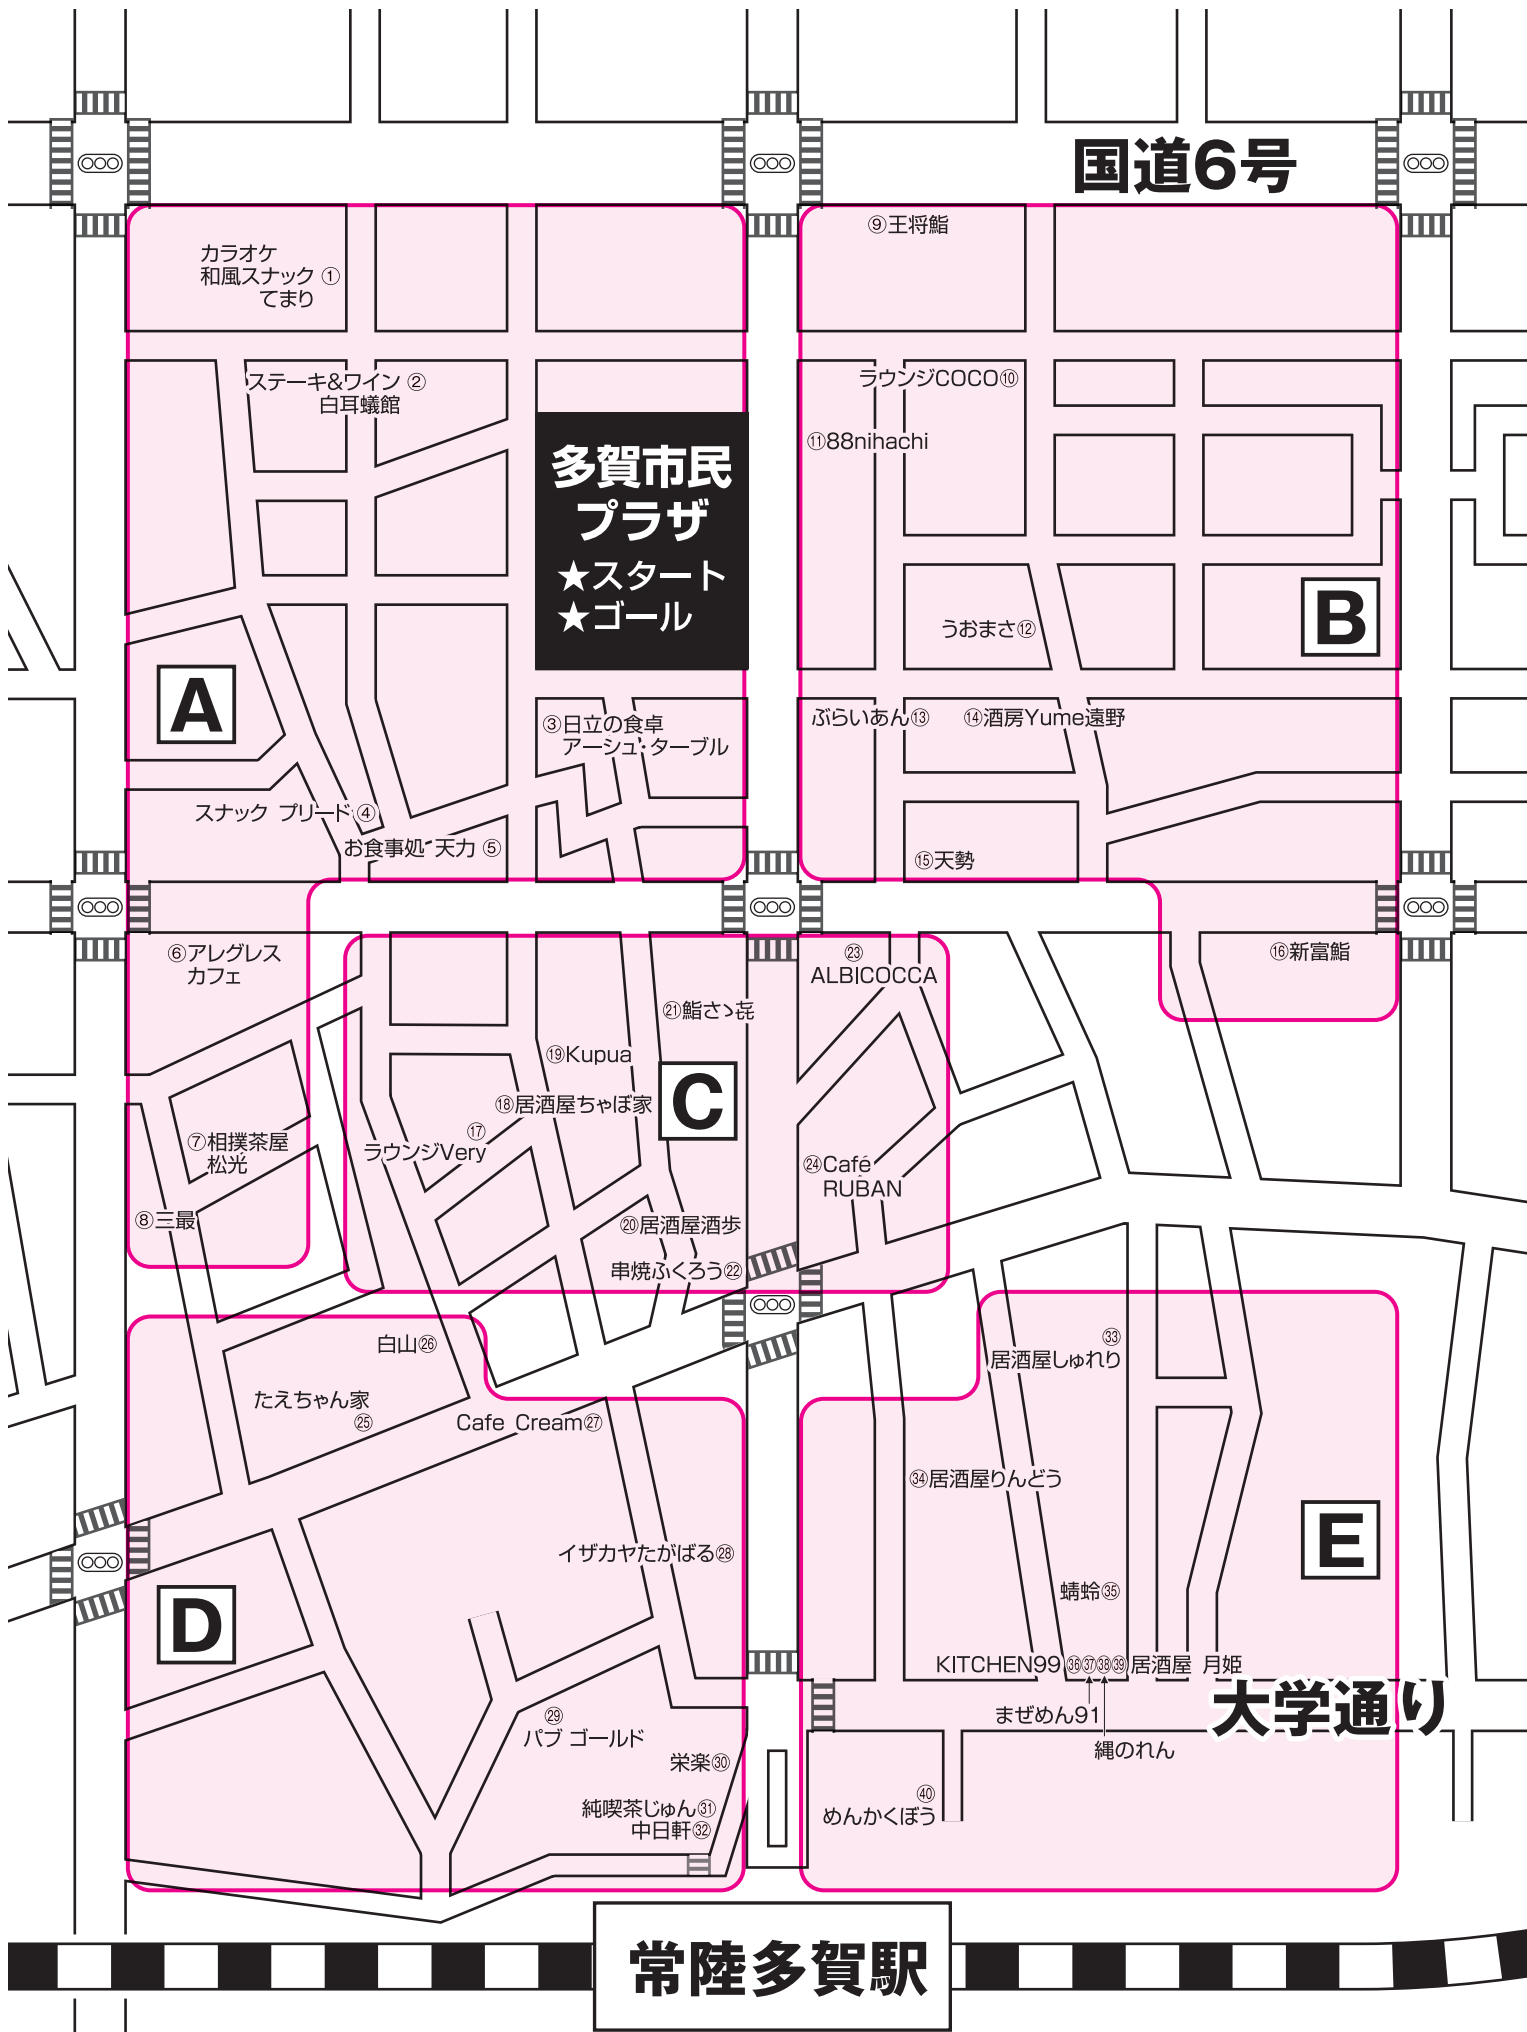 国道6号
カラオケ
和風スナック ①
てまり
ステーキ&ワイン ②
白耳蟻館
多賀市民
プラザ
★スタート
★ゴール
A
③日立の食卓
アーシュ・ターブル
スナック プリード④
お食事処 天力 ⑤
⑥アレグレス
カフェ
⑦相撲茶屋
松光
⑧三最
⑨王将鮨
ラウンジCOCO⑩
⑪88nihachi
B
うおまさ⑫
ぶらいあん⑬
⑭酒房Yume遠野
⑮天勢
⑯新富鮨
C
⑰
ラウンジVery
⑱居酒屋ちゃぼ家
⑲Kupua
⑳居酒屋酒歩
㉑鮨さゝ㐂
串焼ふくろう㉒
㉓
ALBICOCCA
㉔Café
RUBAN
D
たえちゃん家
㉕
白山㉖
Cafe Cream㉗
イザカヤたがばる㉘
㉙
パブ ゴールド
栄楽㉚
純喫茶じゅん㉛
中日軒㉜
E
㉝
居酒屋しゅれり
㉞居酒屋りんどう
蜻蛉㉟
KITCHEN99 ㊱㊲㊳㊴居酒屋 月姫
まぜめん91
縄のれん
㊵
めんかくぼう
大学通り
常陸多賀駅